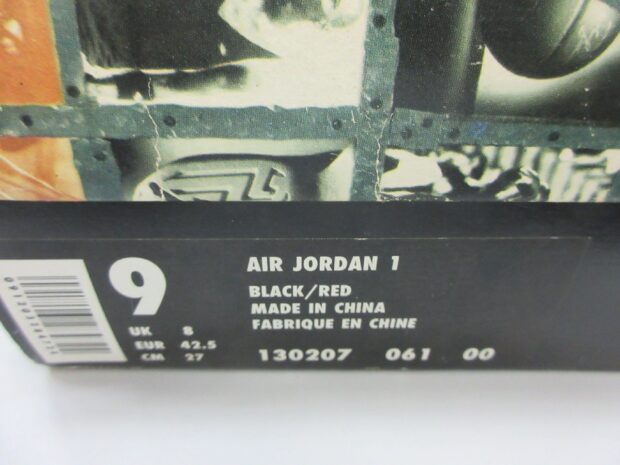 9
UK 8
EUR 42.5
CM 27
AIR JORDAN 1
BLACK/RED
MADE IN CHINA
FABRIQUE EN CHINE
130207 061 00